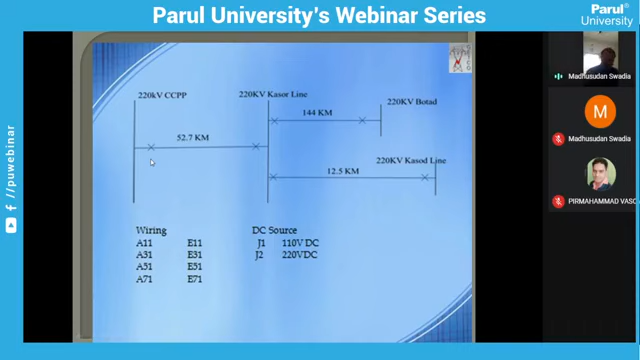 Parul University's Webinar Series
Parul®
University
/puwebinar
220kV CCPP
220KV Kasor Line
220KV Botad
144 KM
52.7 KM
220KV Kasod Line
12.5 KM
Wiring
A11 E11
A31 E31
A51 E51
A71 E71
DC Source
J1 110V DC
J2 220VDC
Madhusudan Swadia
M
Madhusudan Swadia
PIRMAHAMMAD VASO